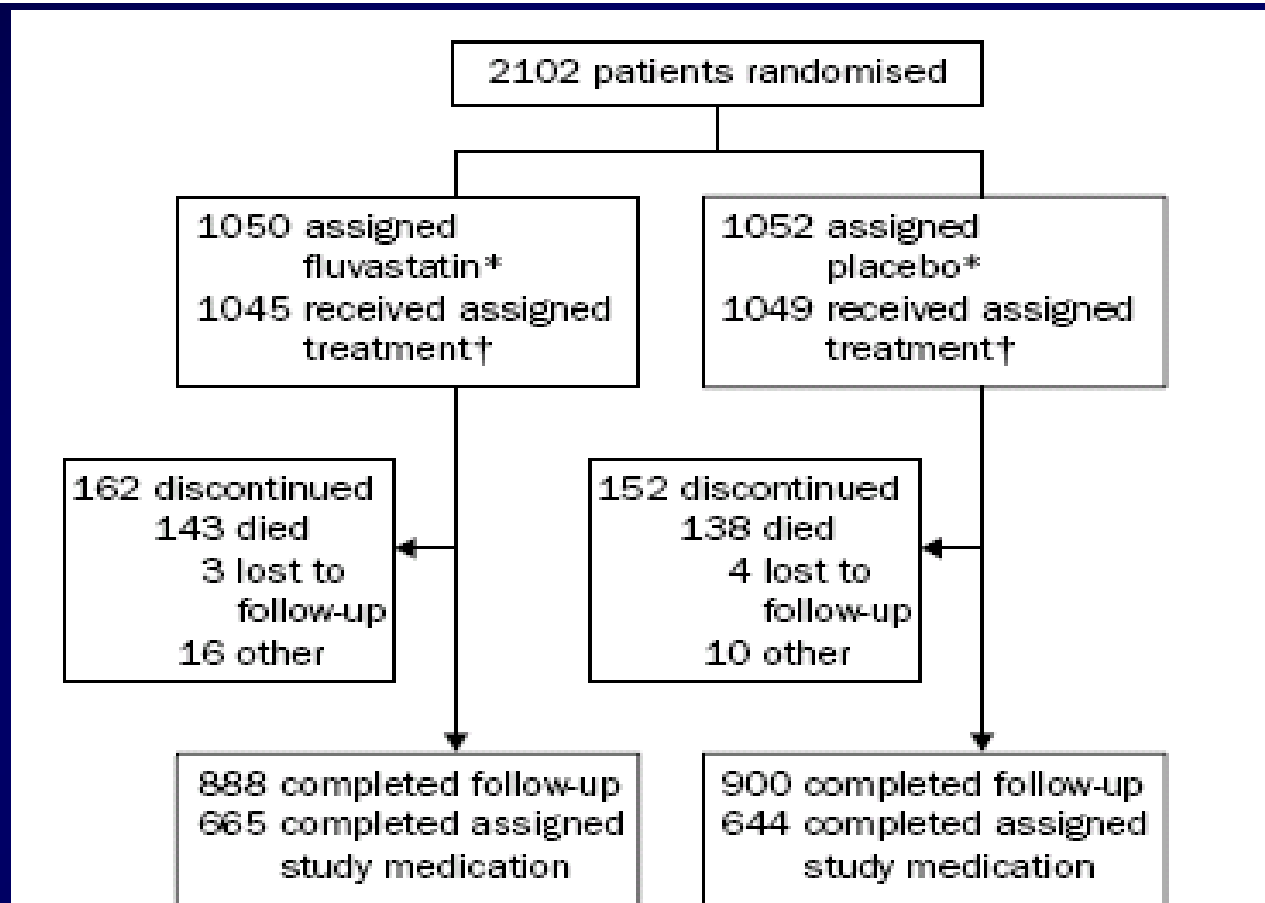 2102 patients randomised
1050 assigned
fluvastatin*
1045 received assigned
treatment†
1052 assigned
placebo*
1049 received assigned
treatment†
162 discontinued
143 died
3 lost to
follow-up
16 other
152 discontinued
138 died
4 lost to
follow-up
10 other
888 completed follow-up
665 completed assigned
study medication
900 completed follow-up
644 completed assigned
study medication